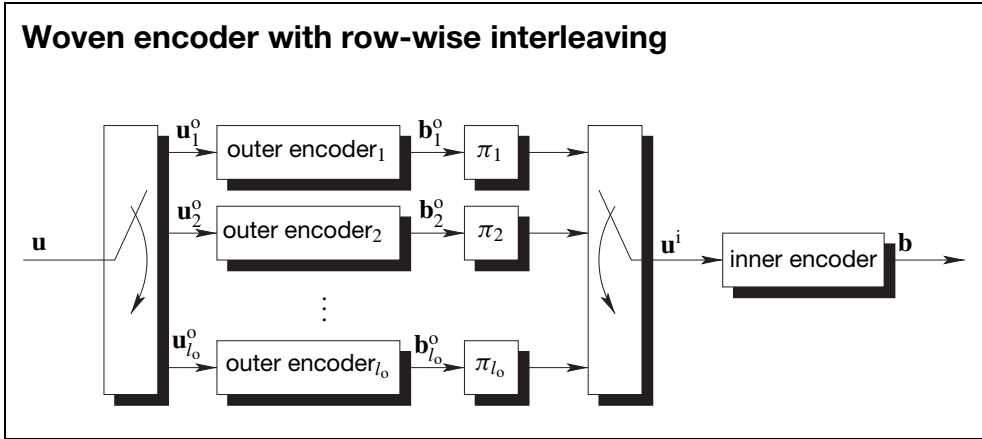 Woven encoder with row-wise interleaving
u₁ᵒ outer encoder₁ b₁ᵒ π₁
u₂ᵒ outer encoder₂ b₂ᵒ π₂
u uⁱ inner encoder b
⋮
u_{l_o}ᵒ outer encoder_{l_o} b_{l_o}ᵒ π_{l_o}